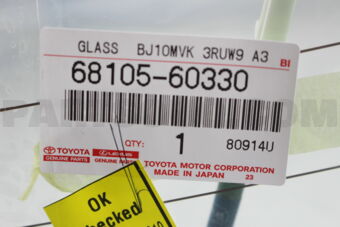 GLASS BJ10MVK 3RUW9 A3
BI
68105-60330
QTY: 1 80914U
TOYOTA LEXUS
GENUINE PARTS GENUINE PARTS
TOYOTA MOTOR CORPORATION
MADE IN JAPAN 23
OK